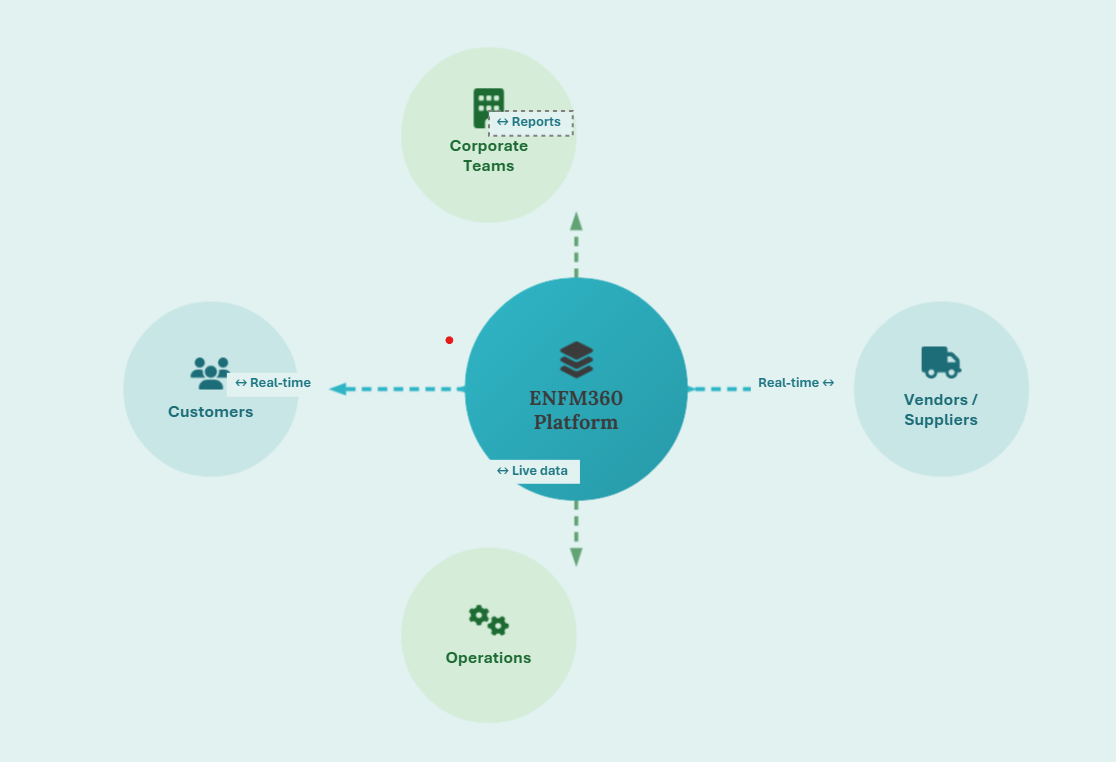 ↔ Reports
Corporate
Teams
↔ Real-time
Customers
ENFM360
Platform
Real-time ↔
Vendors /
Suppliers
↔ Live data
Operations